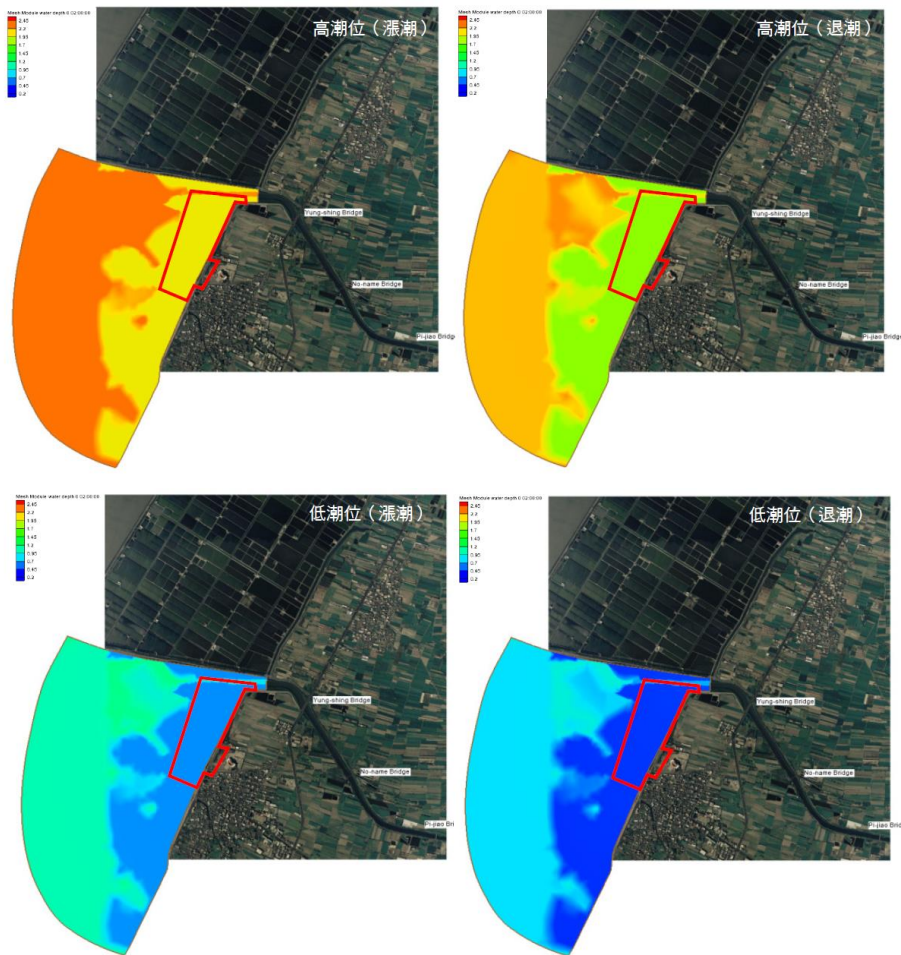 Mesh Module water depth 0 02:00:00
2.45
2.2
1.95
1.7
1.45
1.2
0.95
0.7
0.45
0.2
高潮位（漲潮）
Yung-shing Bridge
No-name Bridge
Pi-jiao Bridge
Mesh Module water depth 0 02:00:00
2.45
2.2
1.95
1.7
1.45
1.2
0.95
0.7
0.45
0.2
高潮位（退潮）
Yung-shing Bridge
No-name Bridge
Pi-jiao Bridge
Mesh Module water depth 0 02:00:00
2.45
2.2
1.95
1.7
1.45
1.2
0.95
0.7
0.45
0.2
低潮位（漲潮）
Yung-shing Bridge
No-name Bridge
Pi-jiao Bri
Mesh Module water depth 0 02:00:00
2.45
2.2
1.95
1.7
1.45
1.2
0.95
0.7
0.45
0.2
低潮位（退潮）
Yung-shing Bridge
No-name Bridge
Pi-jiao Bridg